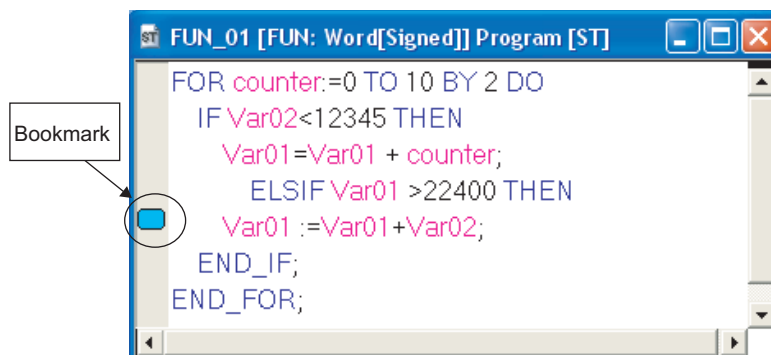 FUN_01 [FUN: Word[Signed]] Program [ST]
FOR counter:=0 TO 10 BY 2 DO
IF Var02<12345 THEN
Bookmark
Var01=Var01 + counter;
ELSIF Var01 >22400 THEN
Var01 :=Var01+Var02;
END_IF;
END_FOR;